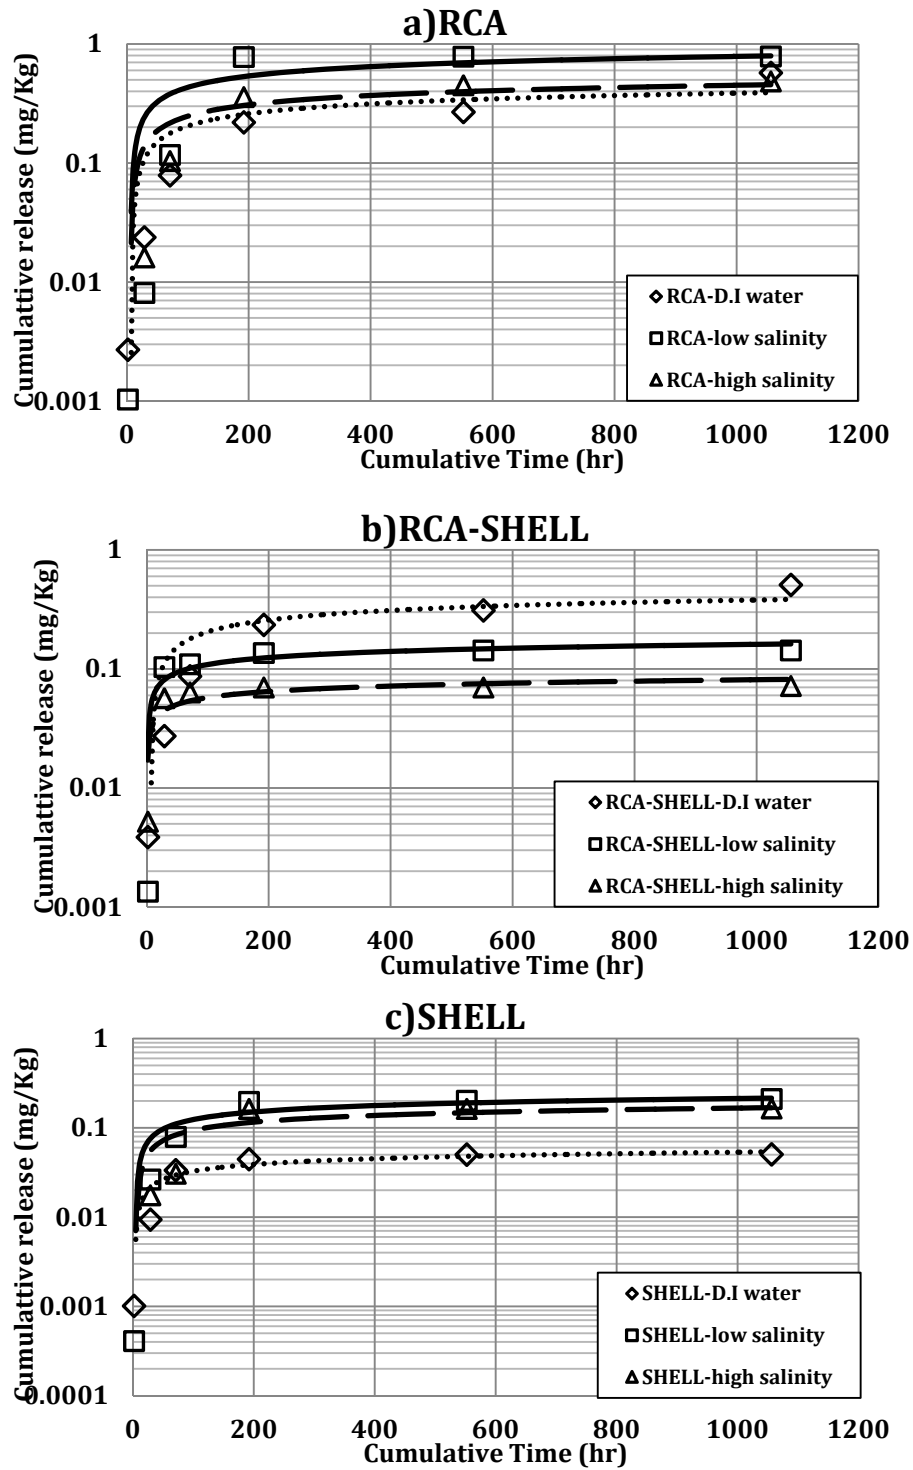 a)RCA
Cumulattive release (mg/Kg)
1
0.1
0.01
0.001
RCA-D.I water
RCA-low salinity
RCA-high salinity
0 200 400 600 800 1000 1200
Cumulative Time (hr)
b)RCA-SHELL
Cumulattive release (mg/Kg)
1
0.1
0.01
0.001
RCA-SHELL-D.I water
RCA-SHELL-low salinity
RCA-SHELL-high salinity
0 200 400 600 800 1000 1200
Cumulative Time (hr)
c)SHELL
Cumulattive release (mg/Kg)
1
0.1
0.01
0.001
0.0001
SHELL-D.I water
SHELL-low salinity
SHELL-high salinity
0 200 400 600 800 1000 1200
Cumulative Time (hr)